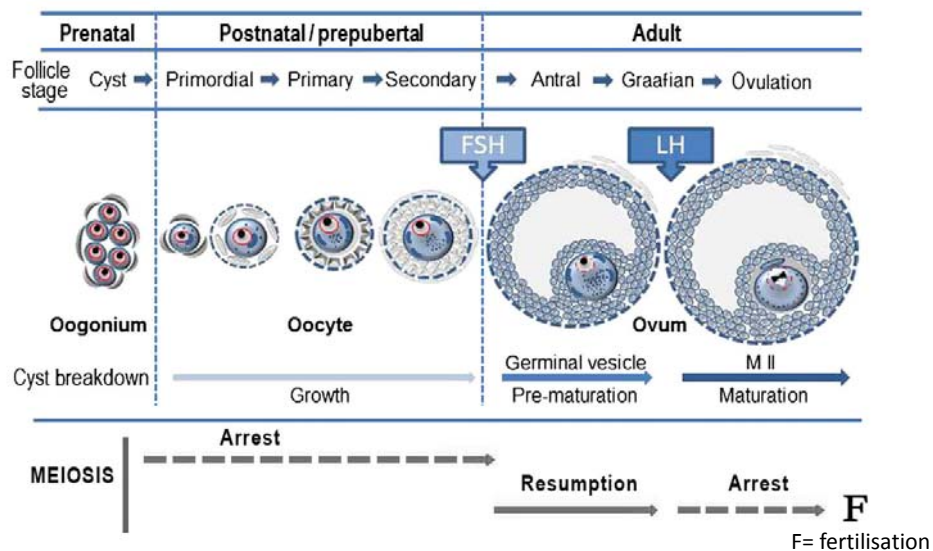 Prenatal Postnatal / prepubertal Adult
Follicle stage Cyst Primordial Primary Secondary Antral Graafian Ovulation
FSH LH
Oogonium Oocyte Ovum
Cyst breakdown Growth Germinal vesicle Pre-maturation M II Maturation
MEIOSIS Arrest Resumption Arrest F
F= fertilisation